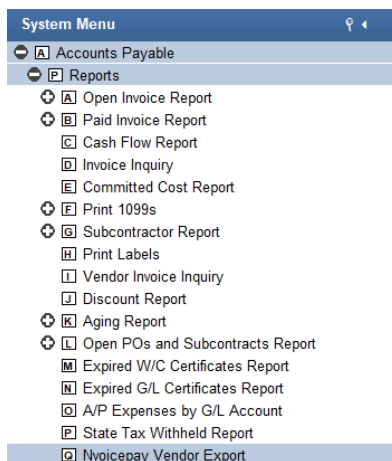 System Menu
A Accounts Payable
P Reports
A Open Invoice Report
B Paid Invoice Report
C Cash Flow Report
D Invoice Inquiry
E Committed Cost Report
F Print 1099s
G Subcontractor Report
H Print Labels
I Vendor Invoice Inquiry
J Discount Report
K Aging Report
L Open POs and Subcontracts Report
M Expired W/C Certificates Report
N Expired G/L Certificates Report
O A/P Expenses by G/L Account
P State Tax Withheld Report
Q Nvoicepay Vendor Export